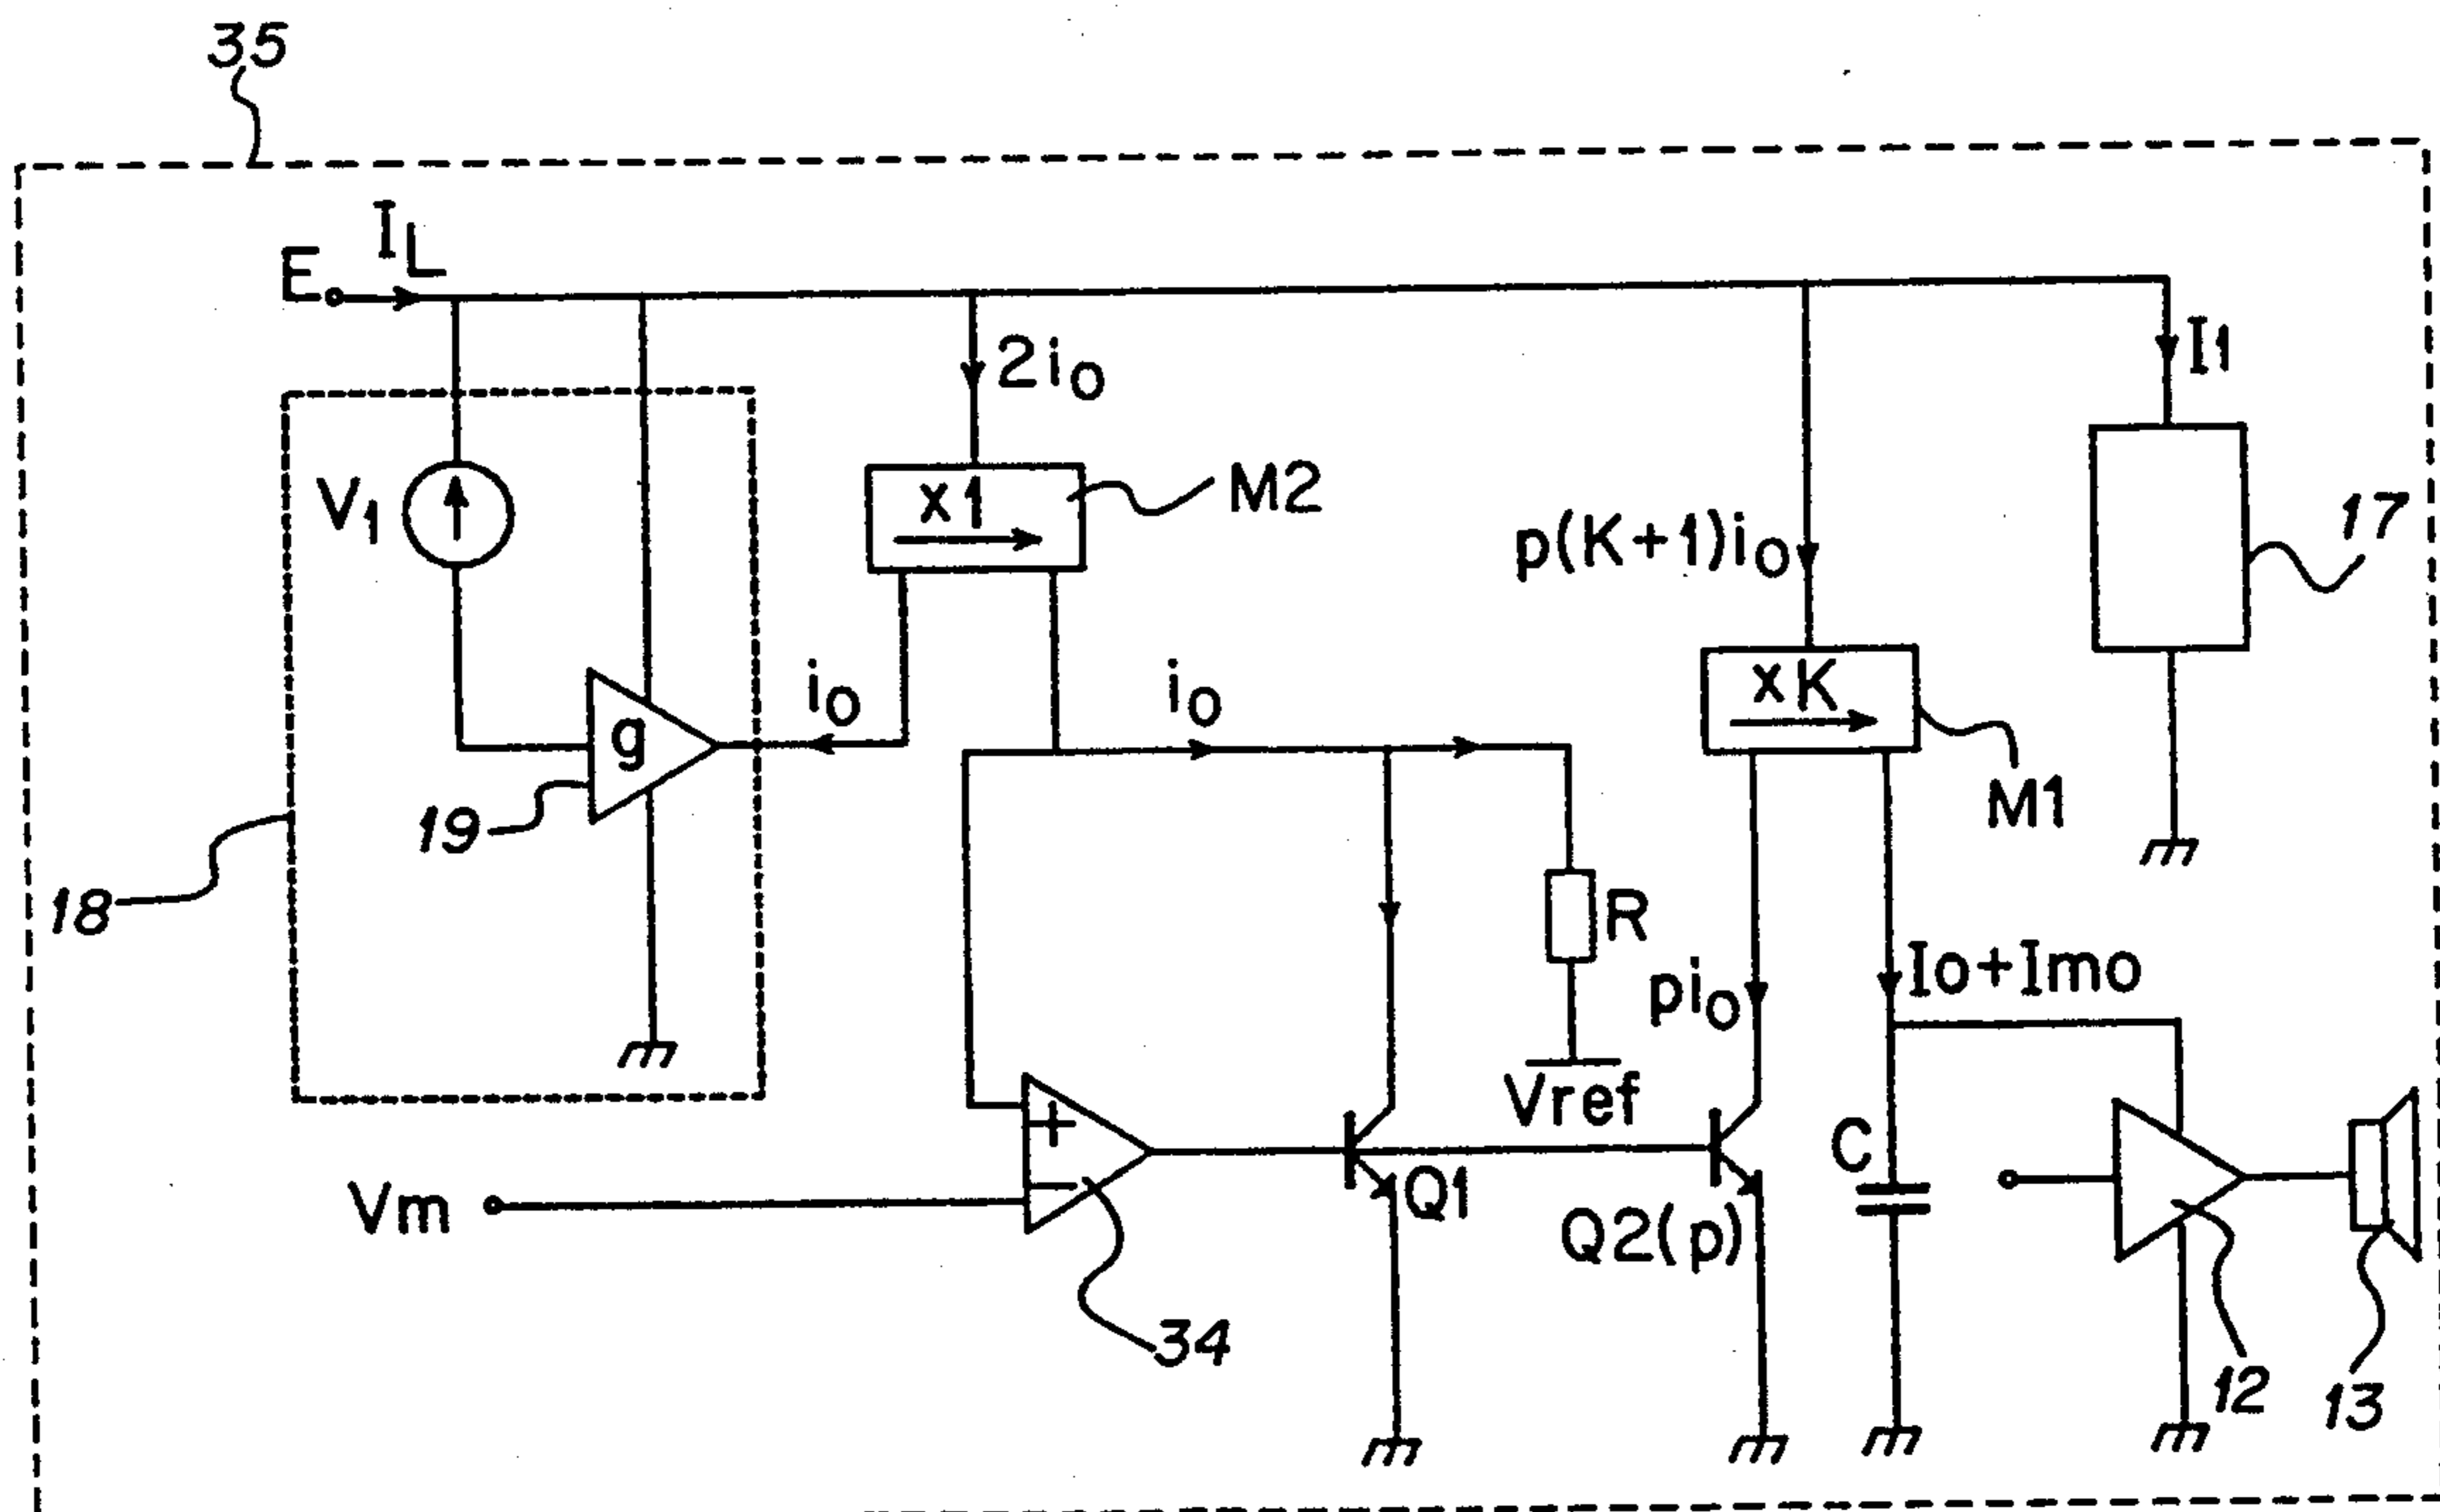 35
E
IL
2io
I1
V1
x1
M2
17
p(K+1)io
xK
io
io
g
19
M1
18
R
pio
Io+Imo
Vref
+
C
−
Vm
Q1
Q2(p)
34
12
13